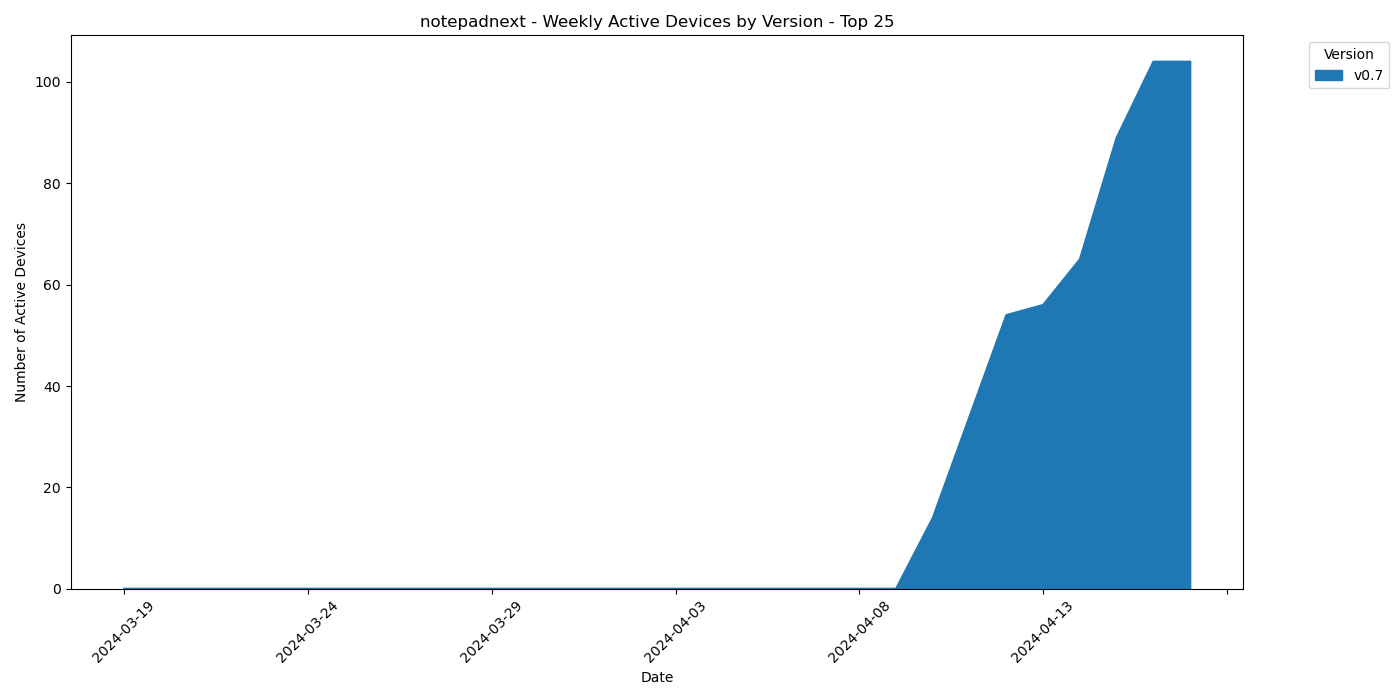 notepadnext - Weekly Active Devices by Version - Top 25
Version
v0.7
Number of Active Devices
100
80
60
40
20
0
2024-03-19
2024-03-24
2024-03-29
2024-04-03
2024-04-08
2024-04-13
Date